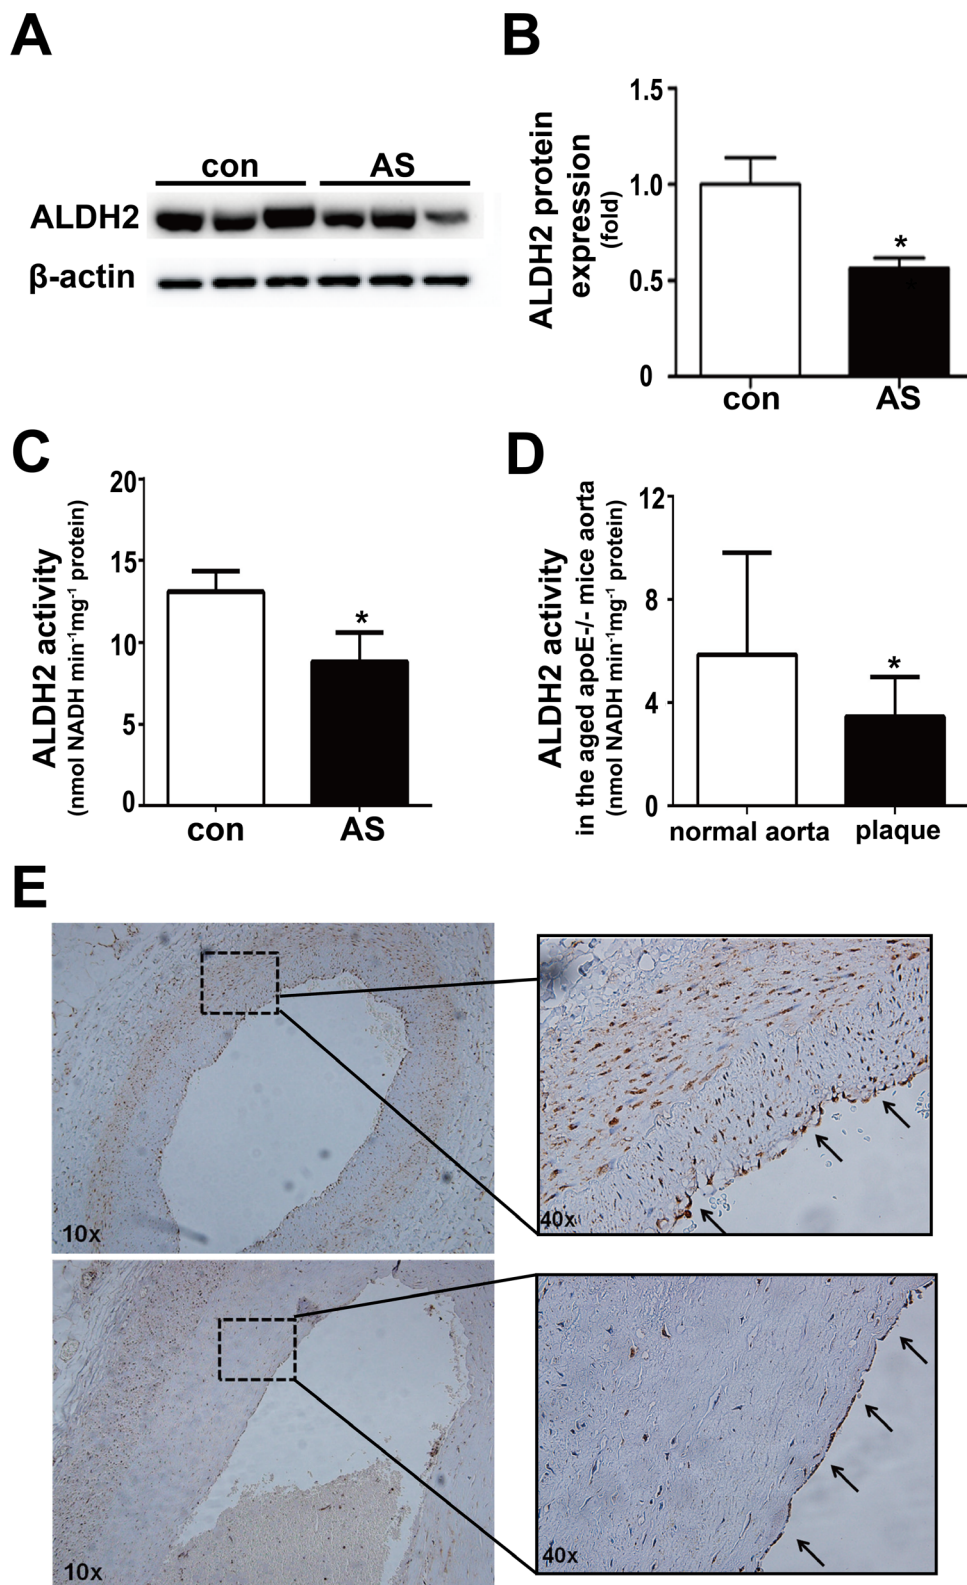 A
con AS
ALDH2
β-actin
B
ALDH2 protein
expression
(fold)
1.5
1.0
0.5
0
*
con AS
C
ALDH2 activity
(nmol NADH min⁻¹mg⁻¹ protein)
20
15
10
5
0
*
con AS
D
ALDH2 activity
in the aged apoE-/- mice aorta
(nmol NADH min⁻¹mg⁻¹ protein)
12
8
4
0
*
normal aorta plaque
E
10x
40x
10x
40x